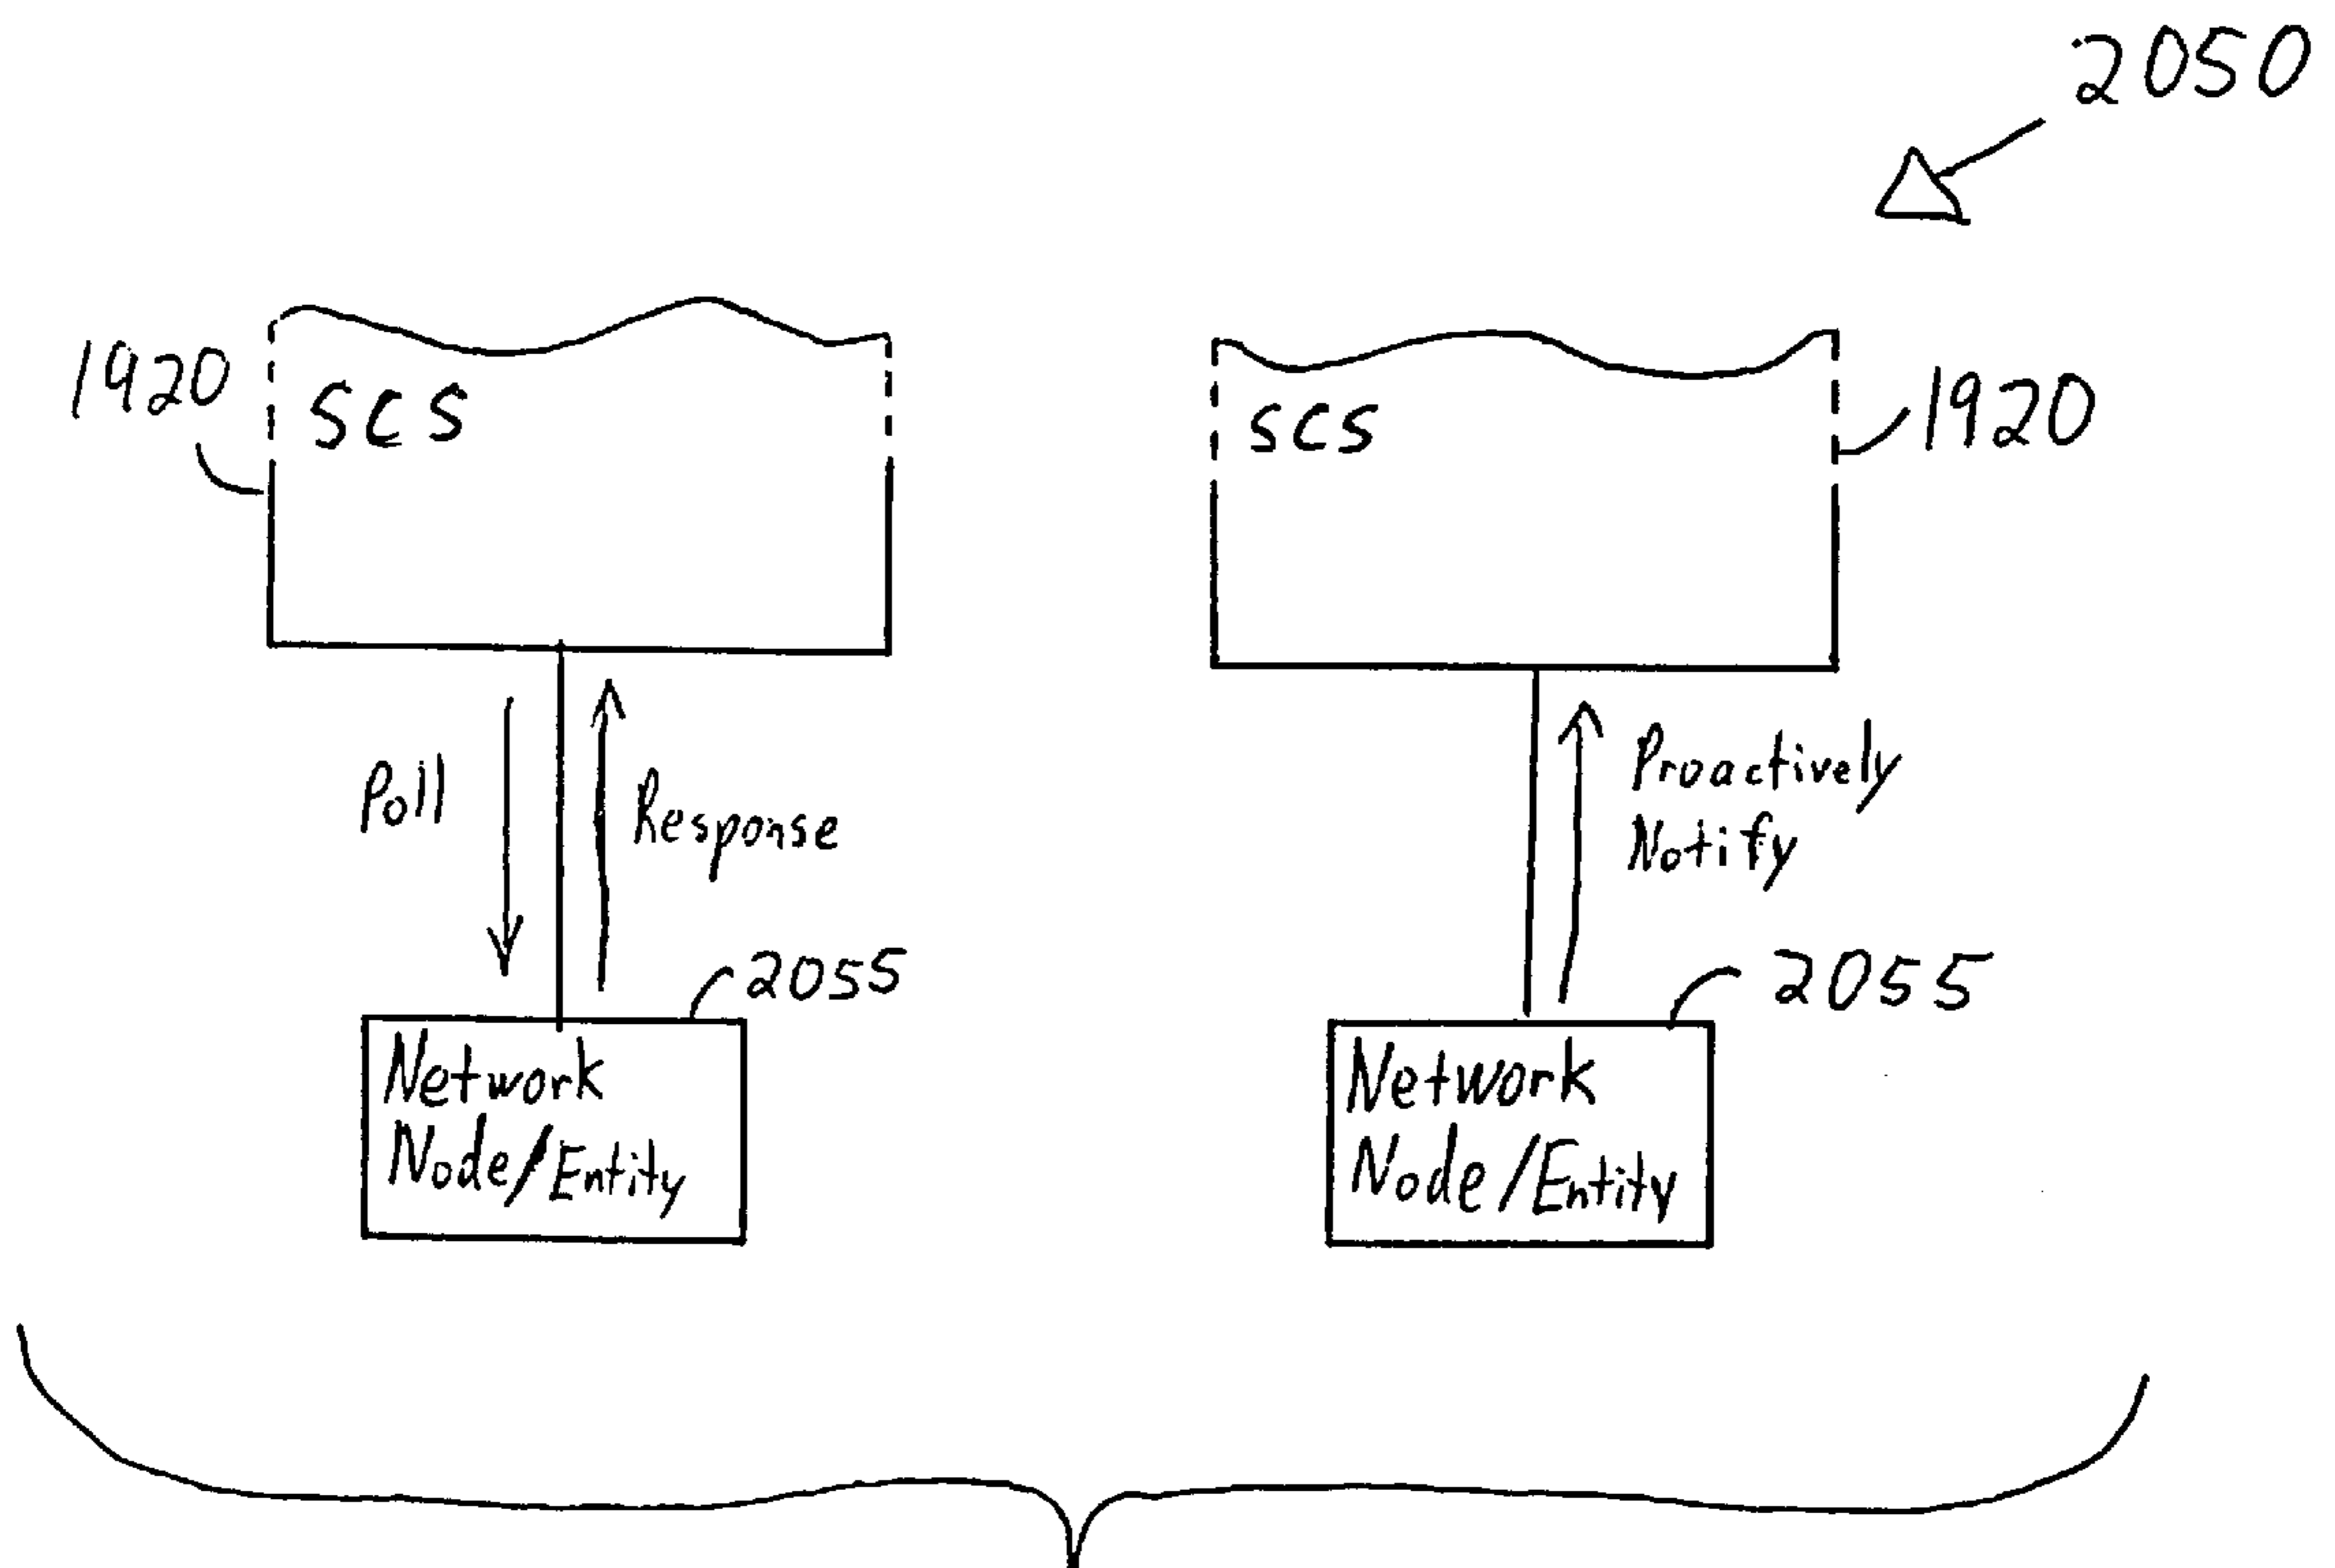 2050
1920
SCS
SCS
1920
Poll
Response
Proactively
Notify
2055
2055
Network
Node/Entity
Network
Node/Entity